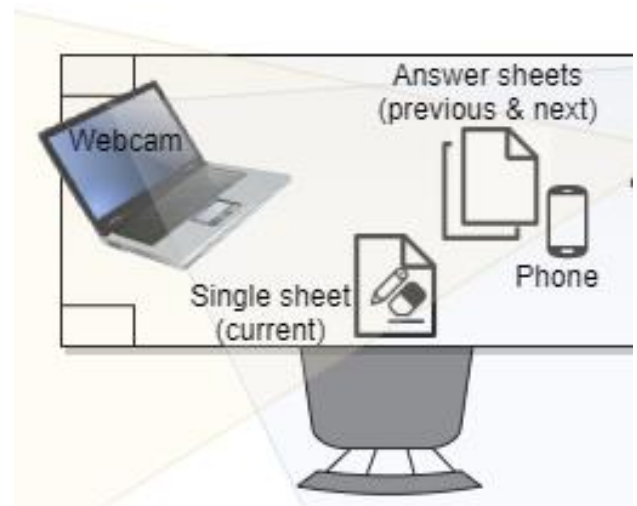 Answer sheets
(previous & next)
Webcam
Phone
Single sheet
(current)